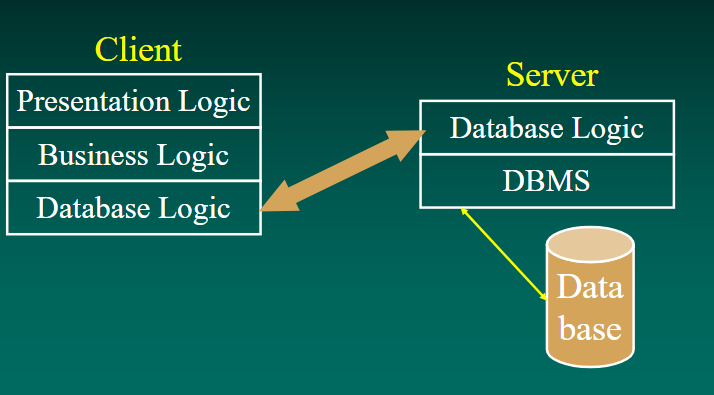 Client
Presentation Logic
Business Logic
Database Logic
Server
Database Logic
DBMS
Data
base